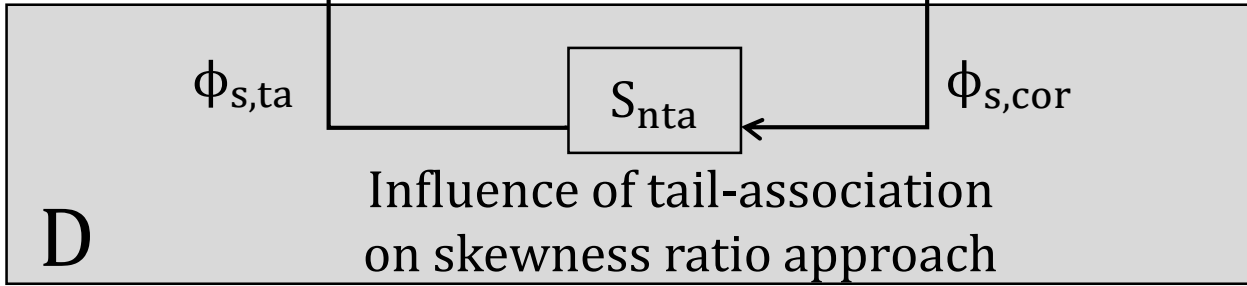 ϕs,ta
Snta
ϕs,cor
Influence of tail-association
on skewness ratio approach
D